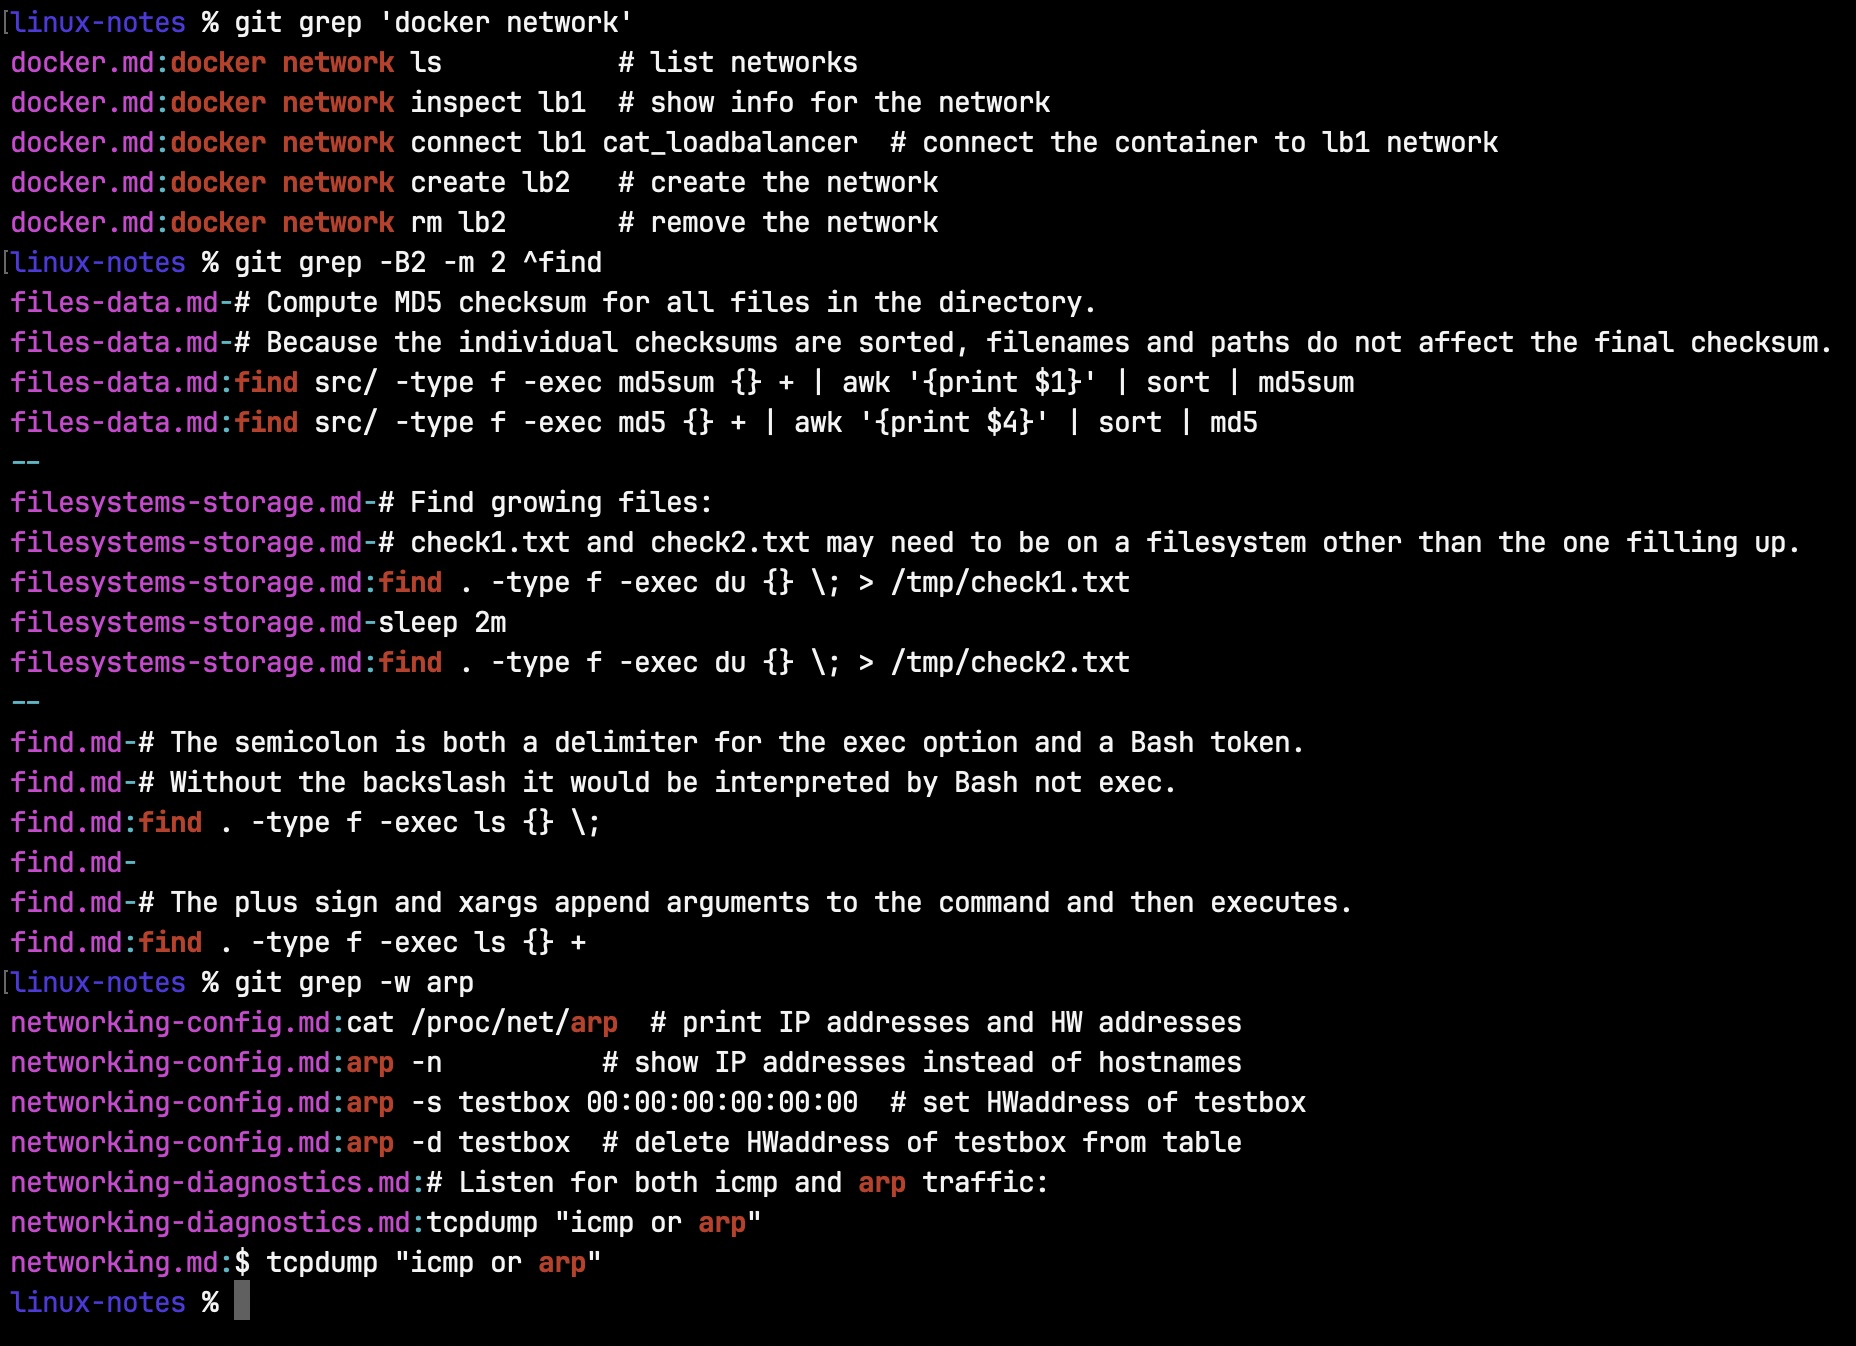 linux-notes % git grep 'docker network'
docker.md:docker network ls           # list networks
docker.md:docker network inspect lb1  # show info for the network
docker.md:docker network connect lb1 cat_loadbalancer  # connect the container to lb1 network
docker.md:docker network create lb2   # create the network
docker.md:docker network rm lb2       # remove the network
linux-notes % git grep -B2 -m 2 ^find
files-data.md-# Compute MD5 checksum for all files in the directory.
files-data.md-# Because the individual checksums are sorted, filenames and paths do not affect the final checksum.
files-data.md:find src/ -type f -exec md5sum {} + | awk '{print $1}' | sort | md5sum
files-data.md:find src/ -type f -exec md5 {} + | awk '{print $4}' | sort | md5
--
filesystems-storage.md-# Find growing files:
filesystems-storage.md-# check1.txt and check2.txt may need to be on a filesystem other than the one filling up.
filesystems-storage.md:find . -type f -exec du {} \; > /tmp/check1.txt
filesystems-storage.md-sleep 2m
filesystems-storage.md:find . -type f -exec du {} \; > /tmp/check2.txt
--
find.md-# The semicolon is both a delimiter for the exec option and a Bash token.
find.md-# Without the backslash it would be interpreted by Bash not exec.
find.md:find . -type f -exec ls {} \;
find.md-
find.md-# The plus sign and xargs append arguments to the command and then executes.
find.md:find . -type f -exec ls {} +
linux-notes % git grep -w arp
networking-config.md:cat /proc/net/arp  # print IP addresses and HW addresses
networking-config.md:arp -n          # show IP addresses instead of hostnames
networking-config.md:arp -s testbox 00:00:00:00:00:00  # set HWaddress of testbox
networking-config.md:arp -d testbox  # delete HWaddress of testbox from table
networking-diagnostics.md:# Listen for both icmp and arp traffic:
networking-diagnostics.md:tcpdump "icmp or arp"
networking.md:$ tcpdump "icmp or arp"
linux-notes %